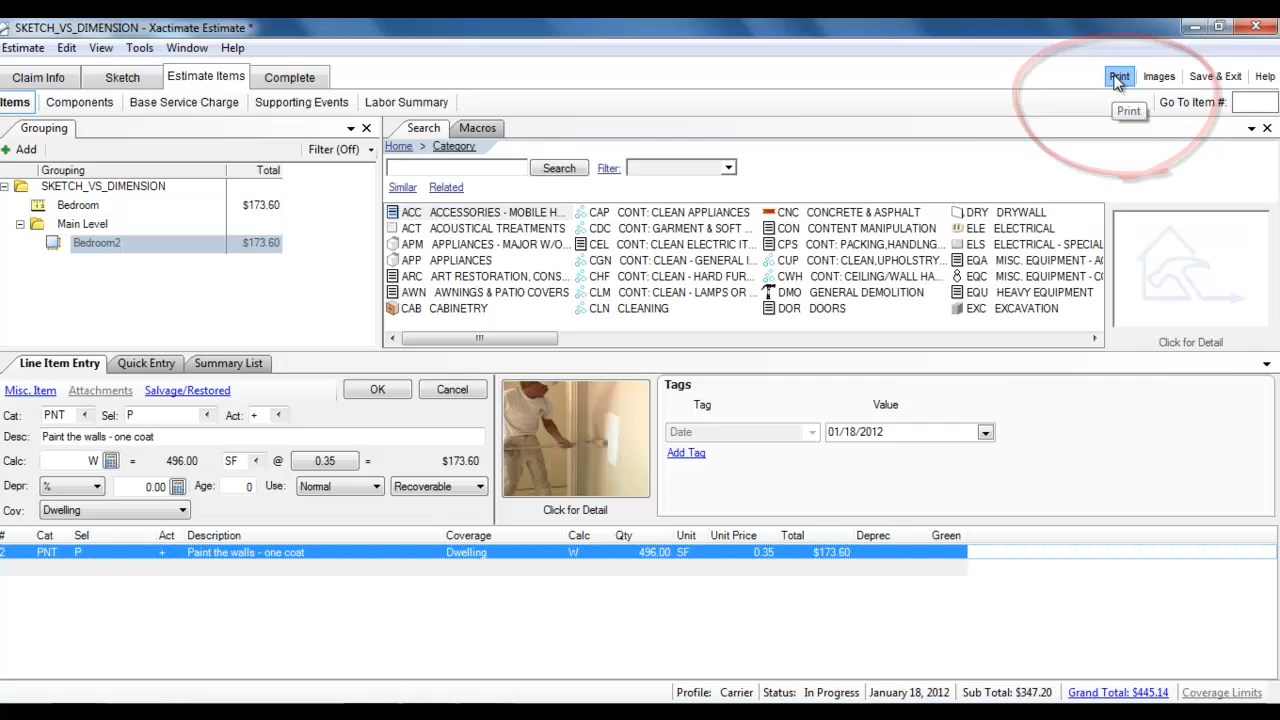 SKETCH_VS_DIMENSION - Xactimate Estimate *
Estimate Edit View Tools Window Help
Claim Info Sketch Estimate Items Complete Print Images Save & Exit Help
Items Components Base Service Charge Supporting Events Labor Summary Go To Item #:
Print
Grouping
Add Filter (Off)
Grouping Total
SKETCH_VS_DIMENSION
Bedroom $173.60
Main Level
Bedroom2 $173.60
Search Macros
Home > Category
Search Filter:
Similar Related
ACC ACCESSORIES - MOBILE H... CAP CONT: CLEAN APPLIANCES CNC CONCRETE & ASPHALT DRY DRYWALL
ACT ACOUSTICAL TREATMENTS CDC CONT: GARMENT & SOFT ... CON CONTENT MANIPULATION ELE ELECTRICAL
APM APPLIANCES - MAJOR W/O... CEL CONT: CLEAN ELECTRIC IT... CPS CONT: PACKING,HANDLNG... ELS ELECTRICAL - SPECIAL
APP APPLIANCES CGN CONT: CLEAN - GENERAL I... CUP CONT: CLEAN,UPHOLSTRY... EQA MISC. EQUIPMENT - AG
ARC ART RESTORATION, CONS... CHF CONT: CLEAN - HARD FUR... CWH CONT: CEILING/WALL HA... EQC MISC. EQUIPMENT - CO
AWN AWNINGS & PATIO COVERS CLM CONT: CLEAN - LAMPS OR ... DMO GENERAL DEMOLITION EQU HEAVY EQUIPMENT
CAB CABINETRY CLN CLEANING DOR DOORS EXC EXCAVATION
Click for Detail
Line Item Entry Quick Entry Summary List
Misc. Item Attachments Salvage/Restored OK Cancel
Cat: PNT Sel: P Act: +
Desc: Paint the walls - one coat
Calc: W = 496.00 SF @ 0.35 = $173.60
Depr: % 0.00 Age: 0 Use: Normal Recoverable
Cov: Dwelling
Click for Detail
Tags
Tag Value
Date 01/18/2012
Add Tag
# Cat Sel Act Description Coverage Calc Qty Unit Unit Price Total Deprec Green
2 PNT P + Paint the walls - one coat Dwelling W 496.00 SF 0.35 $173.60
Profile: Carrier Status: In Progress January 18, 2012 Sub Total: $347.20 Grand Total: $445.14 Coverage Limits